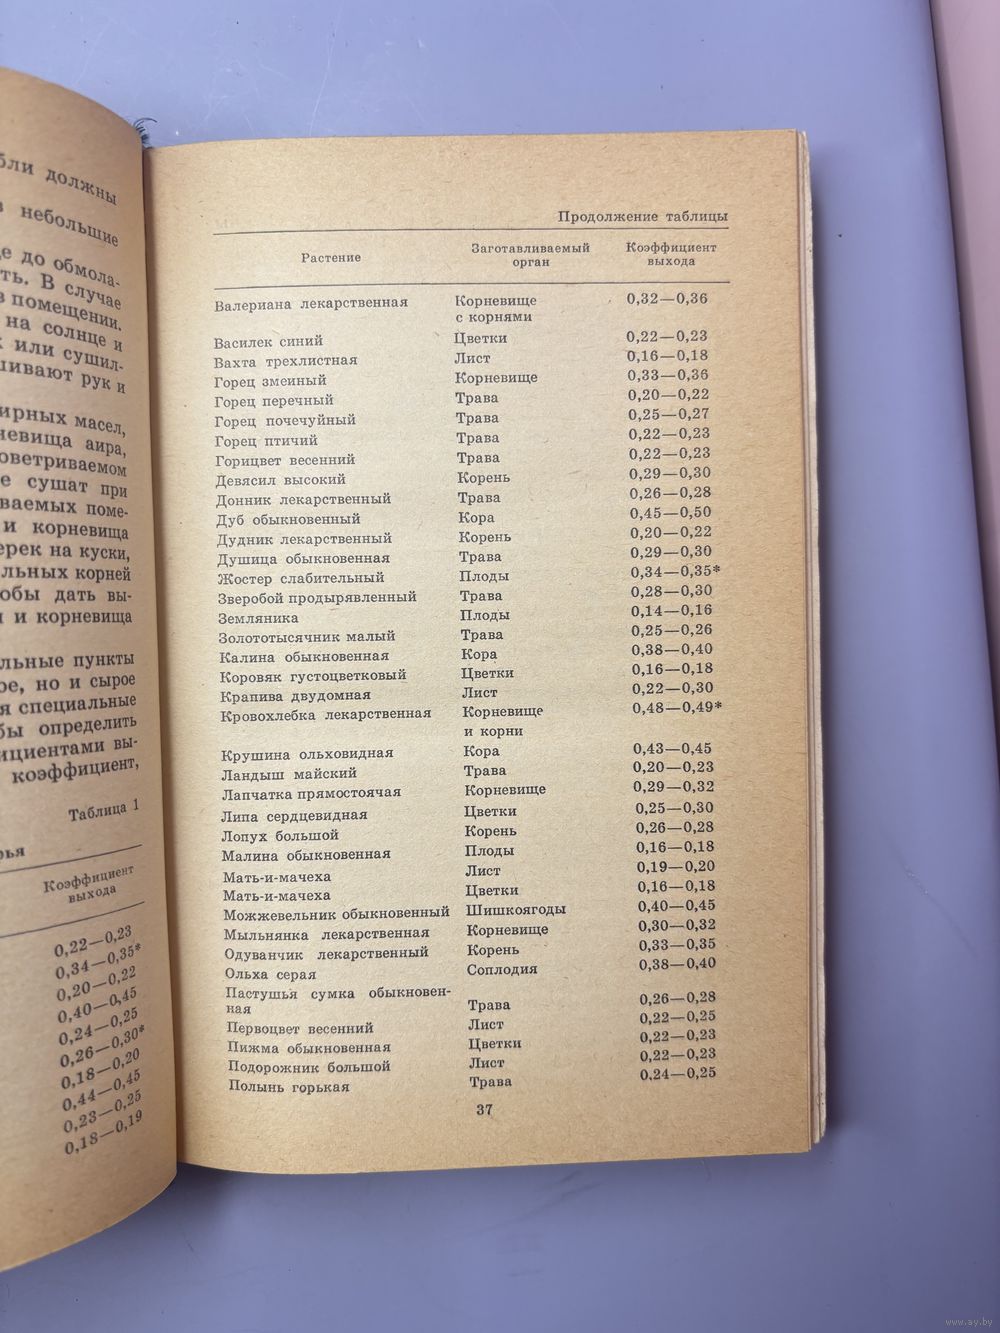 бли должны
небольшие
е до обмола-
ть. В случае
в помещении.
на солнце и
или сушил-
шивают рук и
ирных масел,
невища аира,
оветриваемом
е сушат при
ваемых поме-
и корневища
ерек на куски,
льных корней
обы дать вы-
и и корневища
льные пункты
ое, но и сырое
я специальные
бы определить
ициентами вы-
коэффициент,
Таблица 1
рья
Коэффициент
выхода
0,22—0,23
0,34—0,35*
0,20—0,22
0,40—0,45
0,24—0,25
0,26—0,30*
0,18—0,20
0,44—0,45
0,23—0,25
0,18—0,19
Продолжение таблицы
Растение Заготавливаемый орган Коэффициент выхода
Валериана лекарственная Корневище 0,32—0,36
с корнями
Василек синий Цветки 0,22—0,23
Вахта трехлистная Лист 0,16—0,18
Горец змеиный Корневище 0,33—0,36
Горец перечный Трава 0,20—0,22
Горец почечуйный Трава 0,25—0,27
Горец птичий Трава 0,22—0,23
Горицвет весенний Трава 0,22—0,23
Девясил высокий Корень 0,29—0,30
Донник лекарственный Трава 0,26—0,28
Дуб обыкновенный Кора 0,45—0,50
Дудник лекарственный Корень 0,20—0,22
Душица обыкновенная Трава 0,29—0,30
Жостер слабительный Плоды 0,34—0,35*
Зверобой продырявленный Трава 0,28—0,30
Земляника Плоды 0,14—0,16
Золототысячник малый Трава 0,25—0,26
Калина обыкновенная Кора 0,38—0,40
Коровяк густоцветковый Цветки 0,16—0,18
Крапива двудомная Лист 0,22—0,30
Кровохлебка лекарственная Корневище 0,48—0,49*
и корни
Крушина ольховидная Кора 0,43—0,45
Ландыш майский Трава 0,20—0,23
Лапчатка прямостоячая Корневище 0,29—0,32
Липа сердцевидная Цветки 0,25—0,30
Лопух большой Корень 0,26—0,28
Малина обыкновенная Плоды 0,16—0,18
Мать-и-мачеха Лист 0,19—0,20
Мать-и-мачеха Цветки 0,16—0,18
Можжевельник обыкновенный Шишкоягоды 0,40—0,45
Мыльнянка лекарственная Корневище 0,30—0,32
Одуванчик лекарственный Корень 0,33—0,35
Ольха серая Соплодия 0,38—0,40
Пастушья сумка обыкновен-
ная Трава 0,26—0,28
Первоцвет весенний Лист 0,22—0,25
Пижма обыкновенная Цветки 0,22—0,23
Подорожник большой Лист 0,22—0,23
Полынь горькая Трава 0,24—0,25
37
www.ay.by